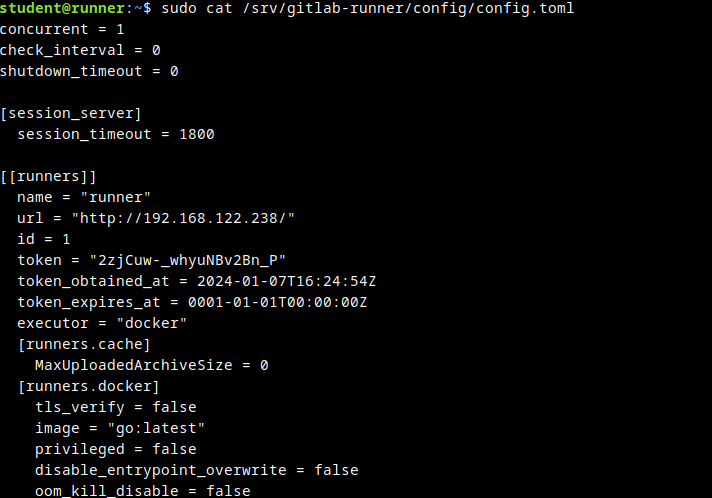 student@runner:~$ sudo cat /srv/gitlab-runner/config/config.toml
concurrent = 1
check_interval = 0
shutdown_timeout = 0
[session_server]
session_timeout = 1800
[[runners]]
name = "runner"
url = "http://192.168.122.238/"
id = 1
token = "2zjCuw-_whyuNBv2Bn_P"
token_obtained_at = 2024-01-07T16:24:54Z
token_expires_at = 0001-01-01T00:00:00Z
executor = "docker"
[runners.cache]
MaxUploadedArchiveSize = 0
[runners.docker]
tls_verify = false
image = "go:latest"
privileged = false
disable_entrypoint_overwrite = false
oom_kill_disable = false